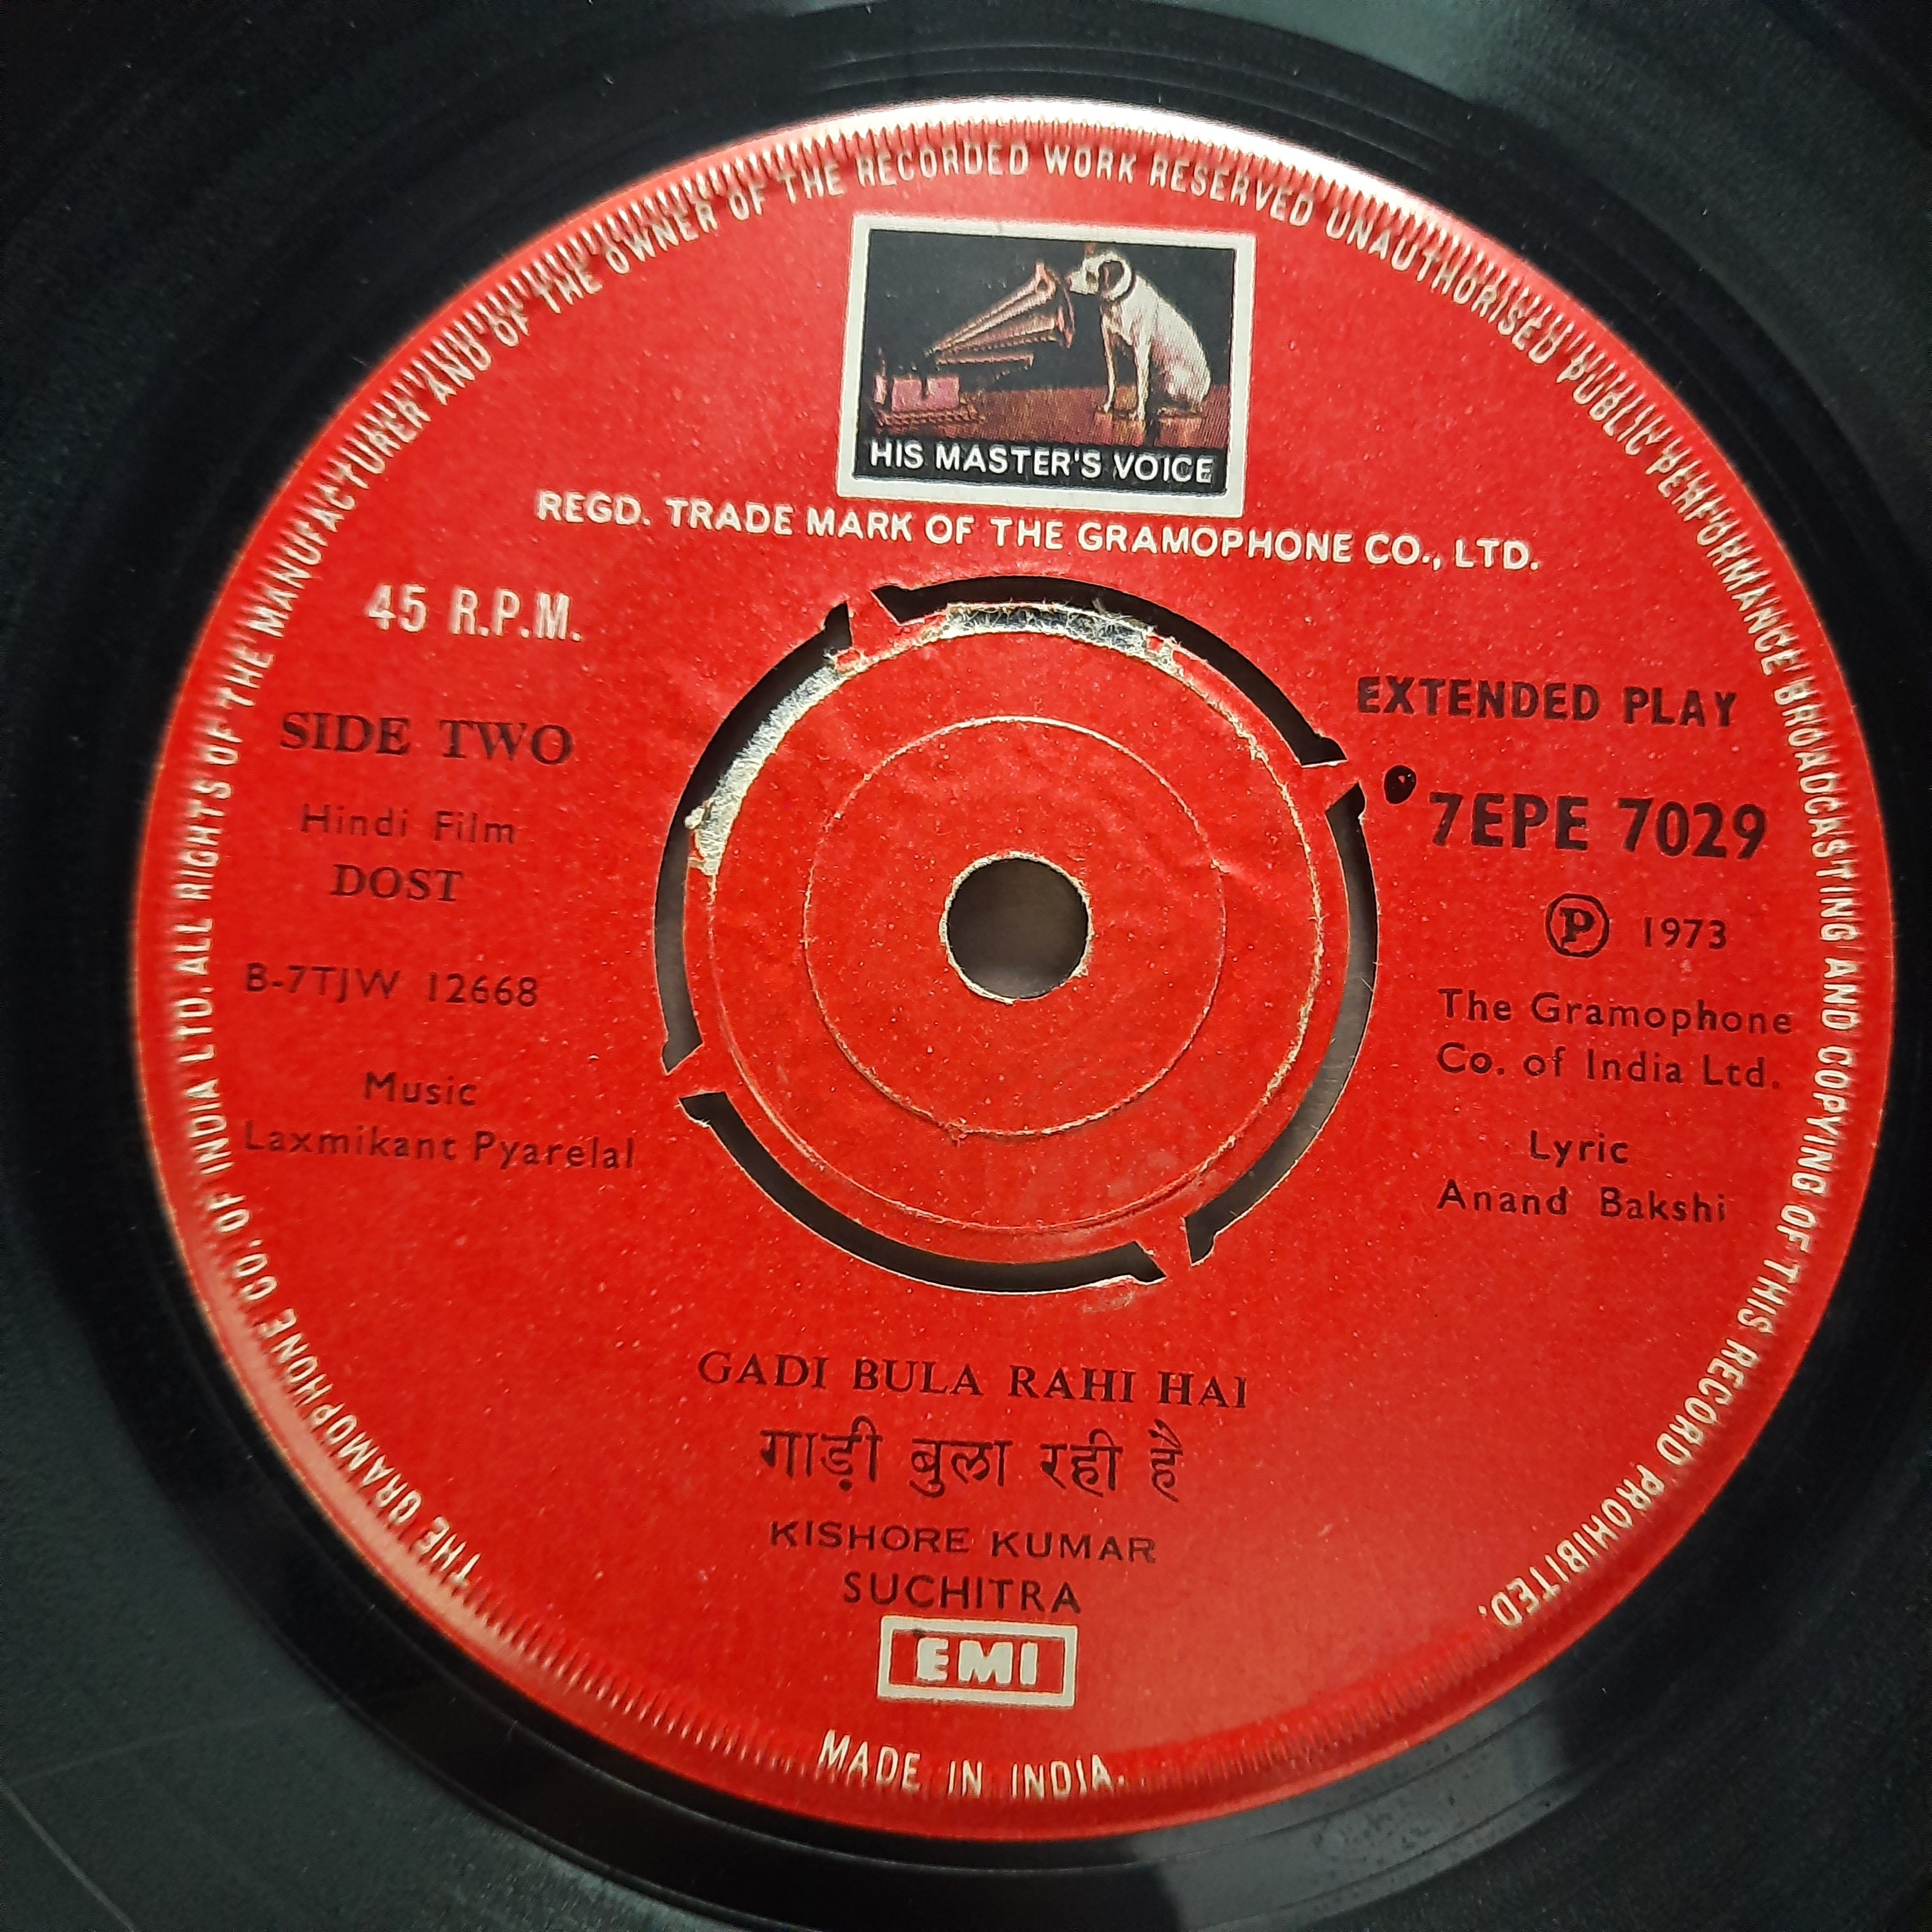 THE GRAMOPHONE CO. OF INDIA LTD. ALL RIGHTS OF THE MANUFACTURER AND OF THE OWNER OF THE RECORDED WORK RESERVED UNAUTHORISED PUBLIC PERFORMANCE BROADCASTING AND COPYING OF THIS RECORD PROHIBITED.
HIS MASTER'S VOICE
REGD. TRADE MARK OF THE GRAMOPHONE CO., LTD.
45 R.P.M.
SIDE TWO
Hindi Film
DOST
B-7TJW 12668
Music
Laxmikant Pyarelal
EXTENDED PLAY
7EPE 7029
Ⓟ 1973
The Gramophone
Co. of India Ltd.
Lyric
Anand Bakshi
GADI BULA RAHI HAI
गाड़ी बुला रही है
KISHORE KUMAR
SUCHITRA
EMI
MADE IN INDIA.